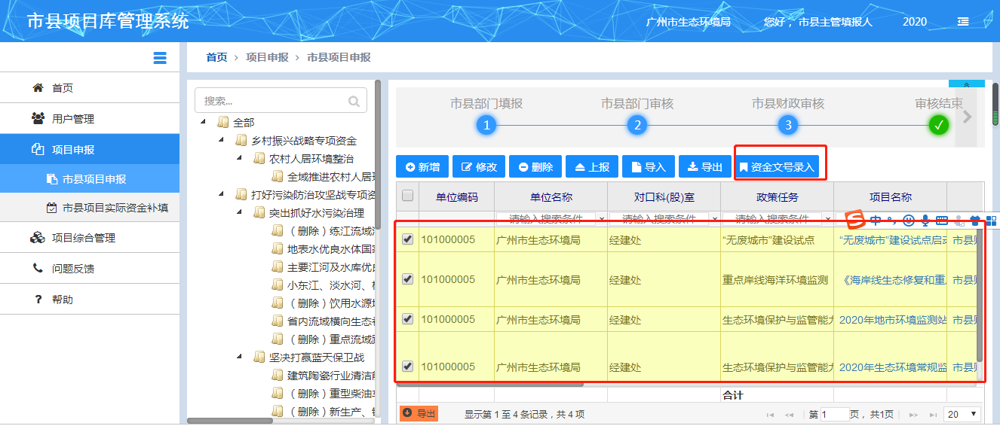 市县项目库管理系统
广州市生态环境局 您好，市县主管填报人 2020
首页 > 项目申报 > 市县项目申报
首页
用户管理
项目申报
市县项目申报
市县项目实际资金补填
项目综合管理
问题反馈
? 帮助
搜索...
全部
乡村振兴战略专项资金
农村人居环境整治
全域推进农村人居环
打好污染防治攻坚战专项资
突出抓好水污染治理
（删除）练江流域
地表水优良水体国
主要江河及水库优
小东江、淡水河、
（删除）饮用水源
省内流域横向生态
（删除）重点流域
坚决打赢蓝天保卫战
建筑陶瓷行业清洁
（删除）重型柴油
（删除）新生产、
市县部门填报 市县部门审核 市县财政审核 审核结束
1 2 3 ✓
新增 修改 删除 上报 导入 导出 资金文号录入
单位编码 单位名称 对口科(股)室 政策任务 项目名称
请输入搜索条件 请输入搜索条件 请输入搜索条件 中
101000005 广州市生态环境局 经建处 “无废城市”建设试点 “无废城市”建设试点启动 市县
101000005 广州市生态环境局 经建处 重点岸线海洋环境监测 《海岸线生态修复和重 市县
101000005 广州市生态环境局 经建处 生态环境保护与监管能力 2020年地市环境监测站 市县
101000005 广州市生态环境局 经建处 生态环境保护与监管能力 2020年生态环境常规监 市县
合计
导出 显示第 1 至 4 条记录，共 4 项 第 1 页，共1页 20